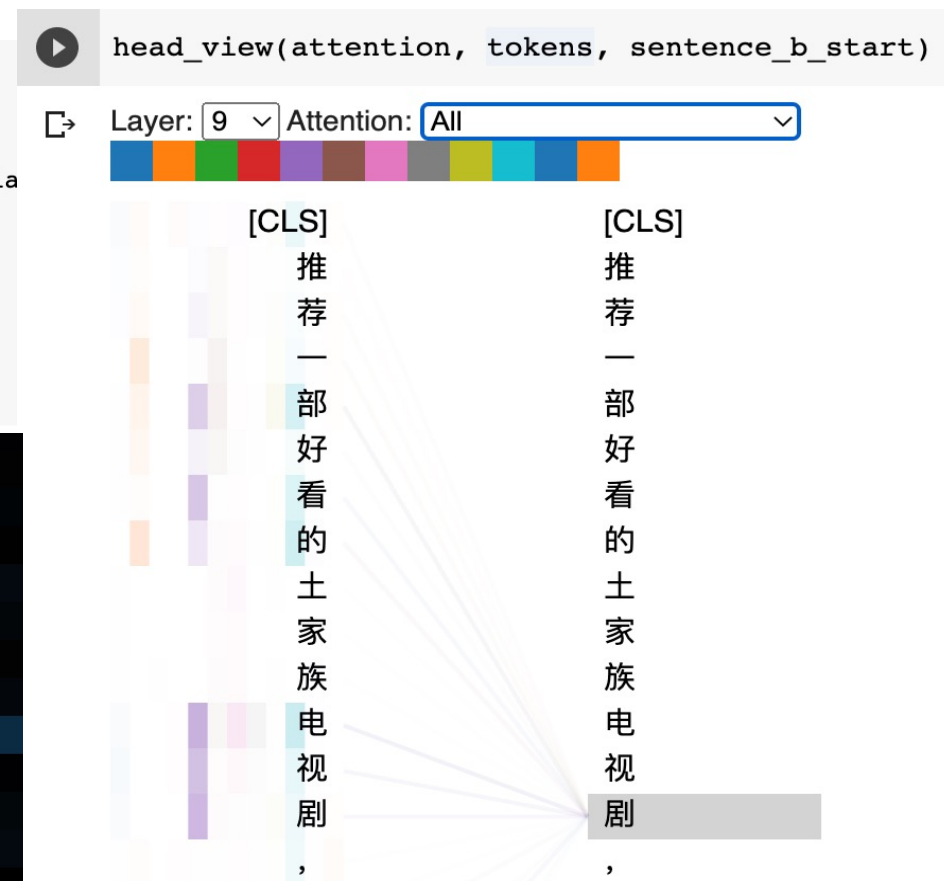 head_view(attention, tokens, sentence_b_start)
Layer: 9 Attention: All
la
[CLS] [CLS]
推 推
荐 荐
一 一
部 部
好 好
看 看
的 的
土 土
家 家
族 族
电 电
视 视
剧 剧
, ,